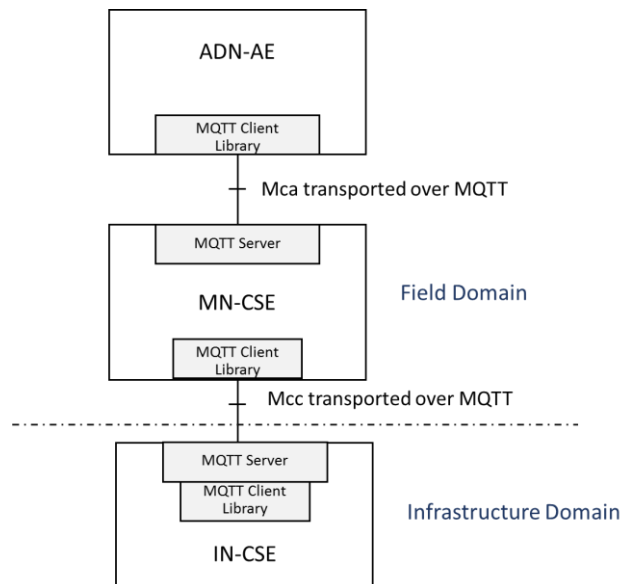 ADN-AE
MQTT Client
Library
Mca transported over MQTT
MQTT Server
MN-CSE
Field Domain
MQTT Client
Library
Mcc transported over MQTT
MQTT Server
MQTT Client
Library
Infrastructure Domain
IN-CSE